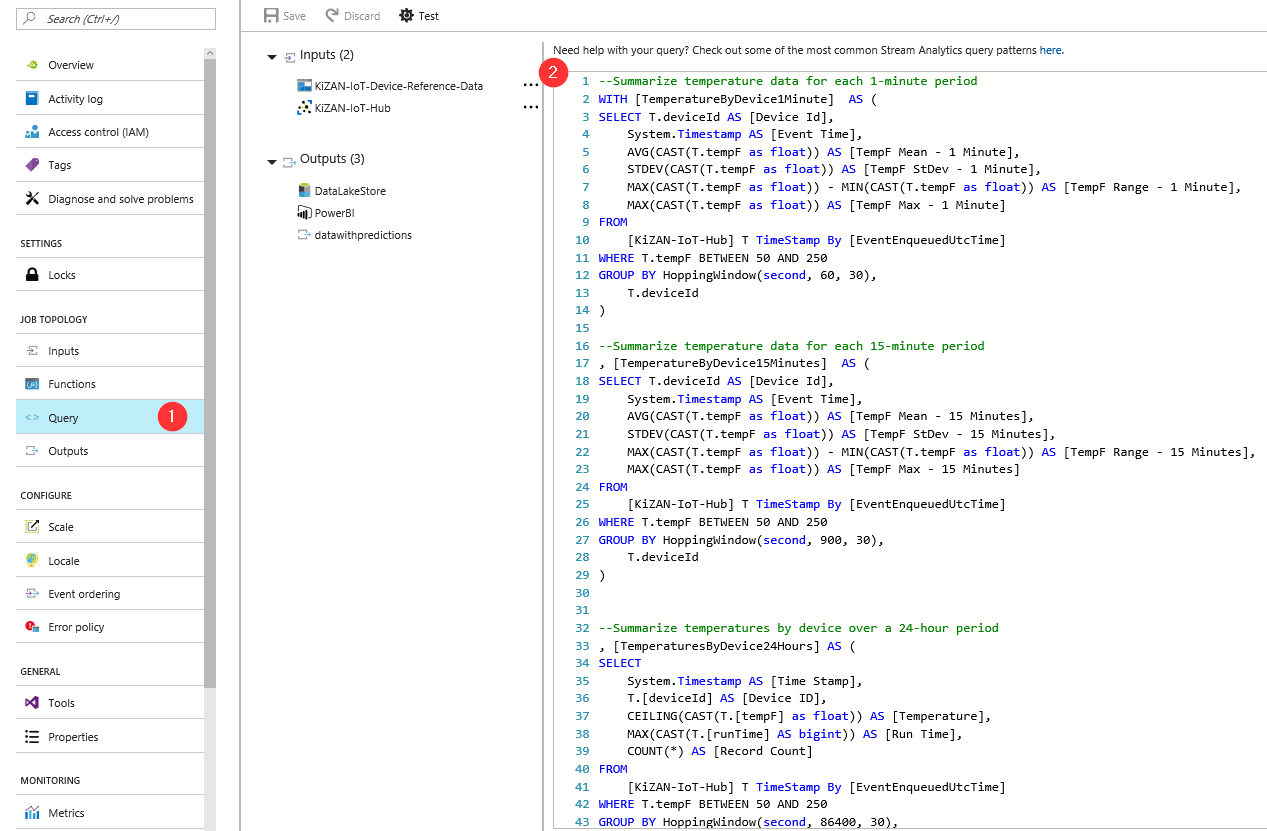 Search (Ctrl+/)
Overview
Activity log
Access control (IAM)
Tags
Diagnose and solve problems
SETTINGS
Locks
JOB TOPOLOGY
Inputs
Functions
<> Query 1
Outputs
CONFIGURE
Scale
Locale
Event ordering
Error policy
GENERAL
Tools
Properties
MONITORING
Metrics
Save Discard Test
Inputs (2)
KiZAN-IoT-Device-Reference-Data ...
KiZAN-IoT-Hub ...
Outputs (3)
DataLakeStore
PowerBI
datawithpredictions
Need help with your query? Check out some of the most common Stream Analytics query patterns here.
2
1 --Summarize temperature data for each 1-minute period
2 WITH [TemperatureByDevice1Minute]  AS (
3 SELECT T.deviceId AS [Device Id],
4     System.Timestamp AS [Event Time],
5     AVG(CAST(T.tempF as float)) AS [TempF Mean - 1 Minute],
6     STDEV(CAST(T.tempF as float)) AS [TempF StDev - 1 Minute],
7     MAX(CAST(T.tempF as float)) - MIN(CAST(T.tempF as float)) AS [TempF Range - 1 Minute],
8     MAX(CAST(T.tempF as float)) AS [TempF Max - 1 Minute]
9 FROM
10     [KiZAN-IoT-Hub] T TimeStamp By [EventEnqueuedUtcTime]
11 WHERE T.tempF BETWEEN 50 AND 250
12 GROUP BY HoppingWindow(second, 60, 30),
13     T.deviceId
14 )
15
16 --Summarize temperature data for each 15-minute period
17 , [TemperatureByDevice15Minutes]  AS (
18 SELECT T.deviceId AS [Device Id],
19     System.Timestamp AS [Event Time],
20     AVG(CAST(T.tempF as float)) AS [TempF Mean - 15 Minutes],
21     STDEV(CAST(T.tempF as float)) AS [TempF StDev - 15 Minutes],
22     MAX(CAST(T.tempF as float)) - MIN(CAST(T.tempF as float)) AS [TempF Range - 15 Minutes],
23     MAX(CAST(T.tempF as float)) AS [TempF Max - 15 Minutes]
24 FROM
25     [KiZAN-IoT-Hub] T TimeStamp By [EventEnqueuedUtcTime]
26 WHERE T.tempF BETWEEN 50 AND 250
27 GROUP BY HoppingWindow(second, 900, 30),
28     T.deviceId
29 )
30
31
32 --Summarize temperatures by device over a 24-hour period
33 , [TemperaturesByDevice24Hours] AS (
34 SELECT
35     System.Timestamp AS [Time Stamp],
36     T.[deviceId] AS [Device ID],
37     CEILING(CAST(T.[tempF] as float)) AS [Temperature],
38     MAX(CAST(T.[runTime] AS bigint)) AS [Run Time],
39     COUNT(*) AS [Record Count]
40 FROM
41     [KiZAN-IoT-Hub] T TimeStamp By [EventEnqueuedUtcTime]
42 WHERE T.tempF BETWEEN 50 AND 250
43 GROUP BY HoppingWindow(second, 86400, 30),